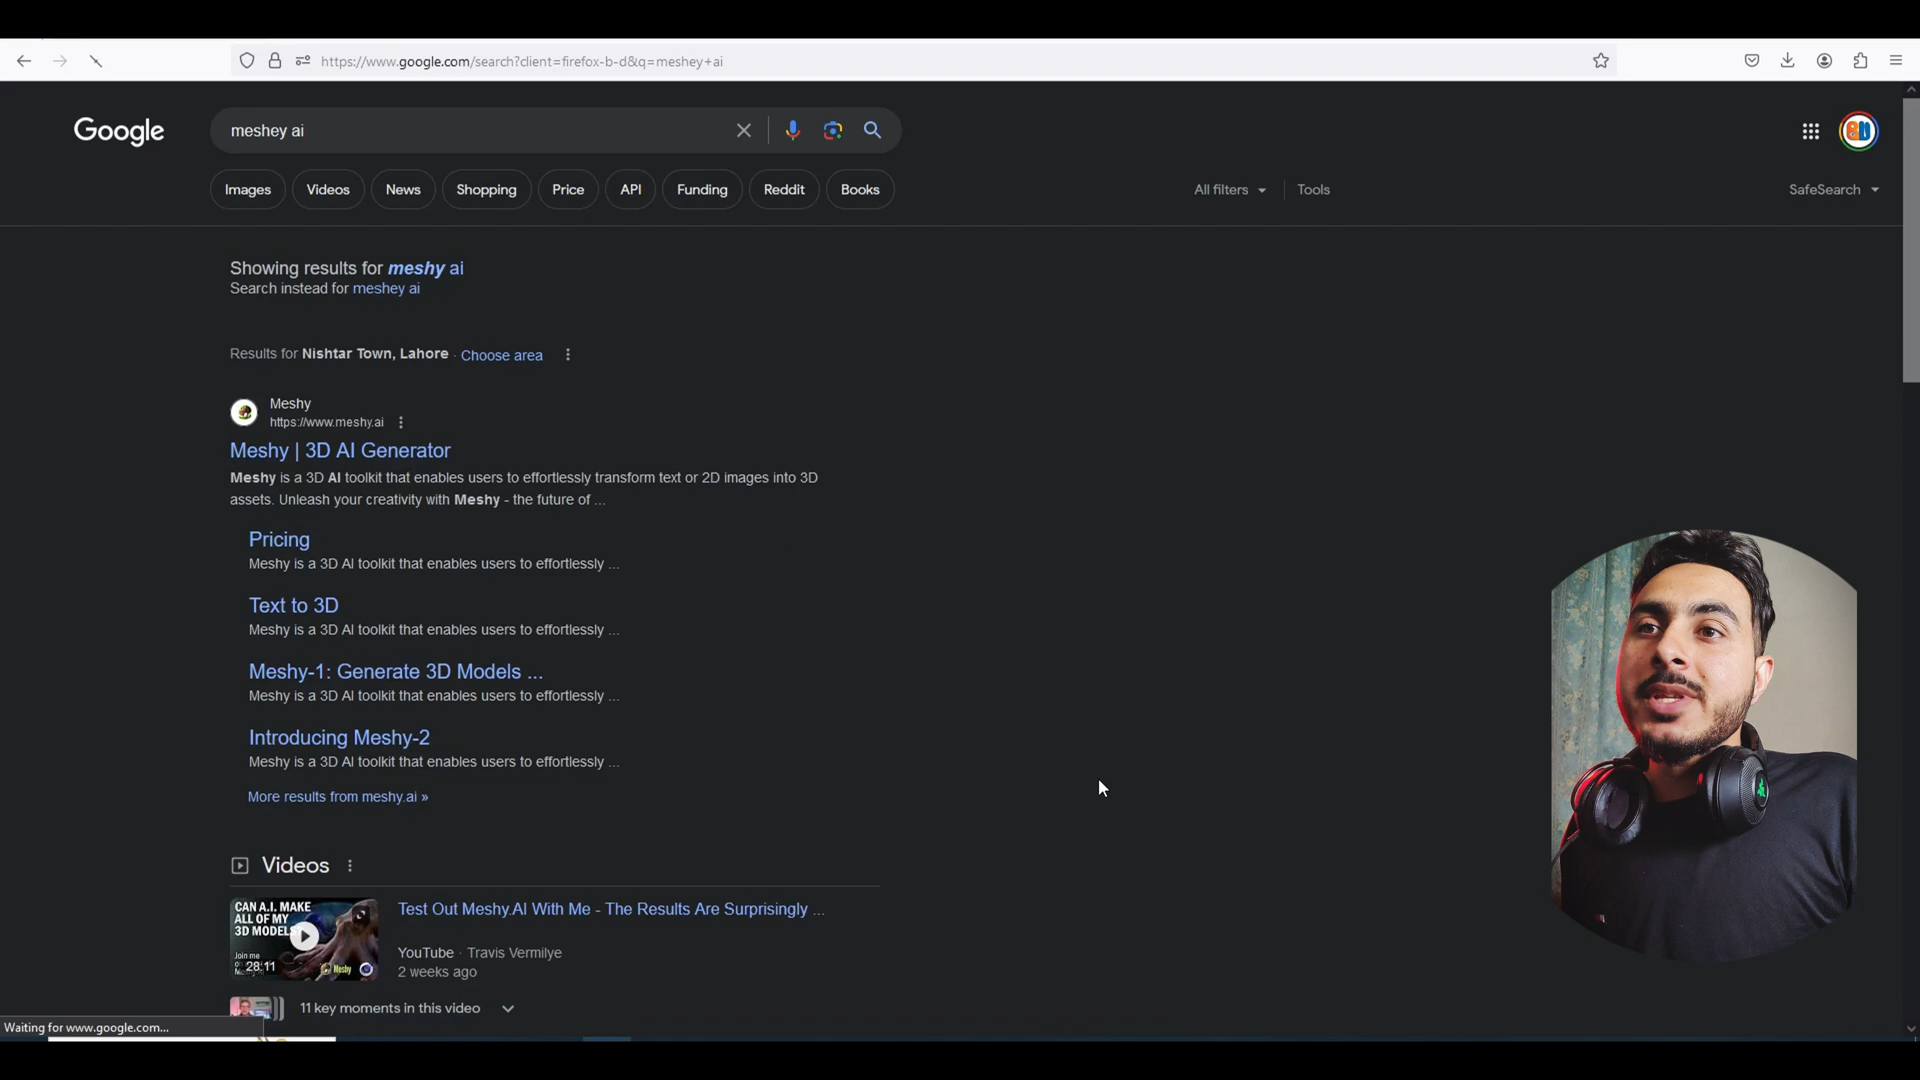 https://www.google.com/search?client=firefox-b-d&q=meshey+ai
Google
meshey ai
Images
Videos
News
Shopping
Price
API
Funding
Reddit
Books
All filters
Tools
SafeSearch
Showing results for meshy ai
Search instead for meshey ai
Results for Nishtar Town, Lahore · Choose area
Meshy
https://www.meshy.ai
Meshy | 3D AI Generator
Meshy is a 3D AI toolkit that enables users to effortlessly transform text or 2D images into 3D
assets. Unleash your creativity with Meshy - the future of ...
Pricing
Meshy is a 3D AI toolkit that enables users to effortlessly ...
Text to 3D
Meshy is a 3D AI toolkit that enables users to effortlessly ...
Meshy-1: Generate 3D Models ...
Meshy is a 3D AI toolkit that enables users to effortlessly ...
Introducing Meshy-2
Meshy is a 3D AI toolkit that enables users to effortlessly ...
More results from meshy.ai »
Videos
CAN A.I. MAKE
ALL OF MY
3D MODELS
Join me
28:11
Meshy
Test Out Meshy.AI With Me - The Results Are Surprisingly ...
YouTube · Travis Vermilye
2 weeks ago
11 key moments in this video
Waiting for www.google.com...